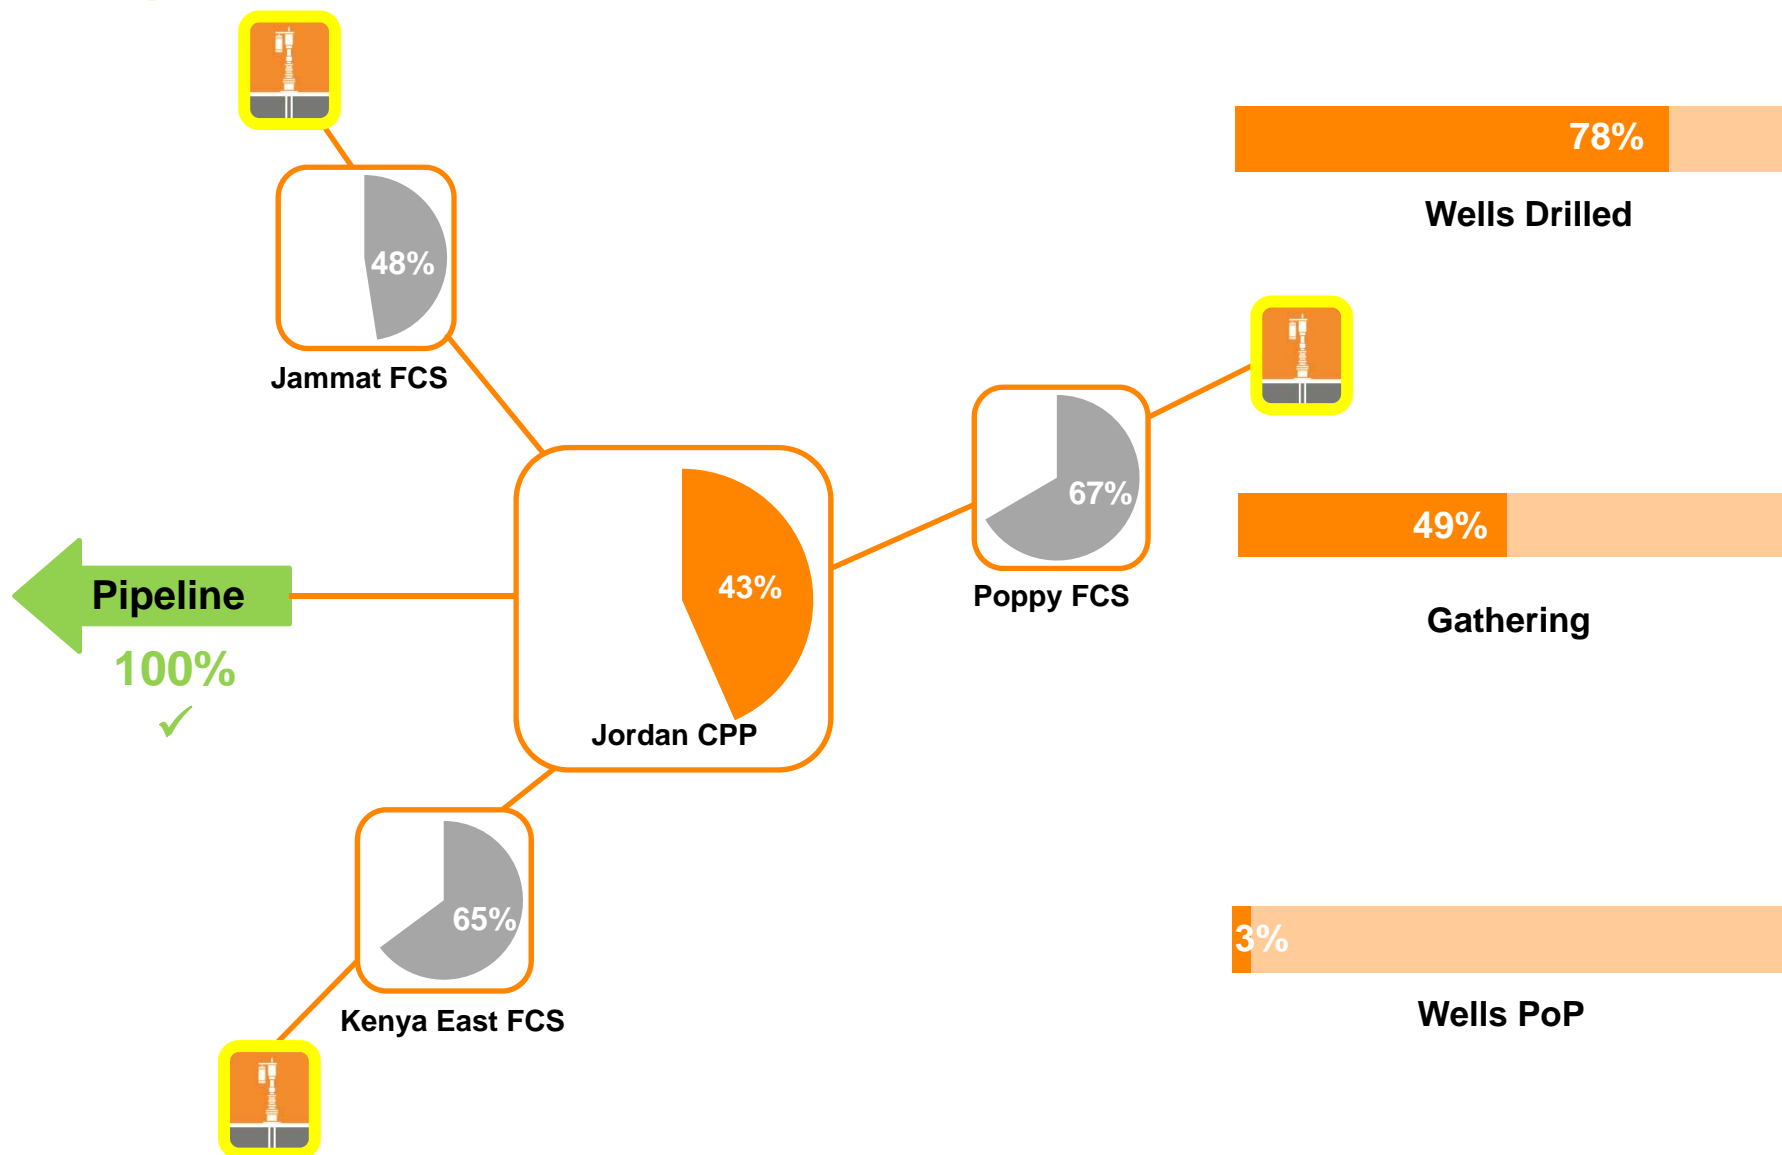 78%
Wells Drilled
48%
Jammat FCS
67%
Poppy FCS
49%
Gathering
43%
Jordan CPP
Pipeline
100%
✓
65%
Kenya East FCS
3%
Wells PoP